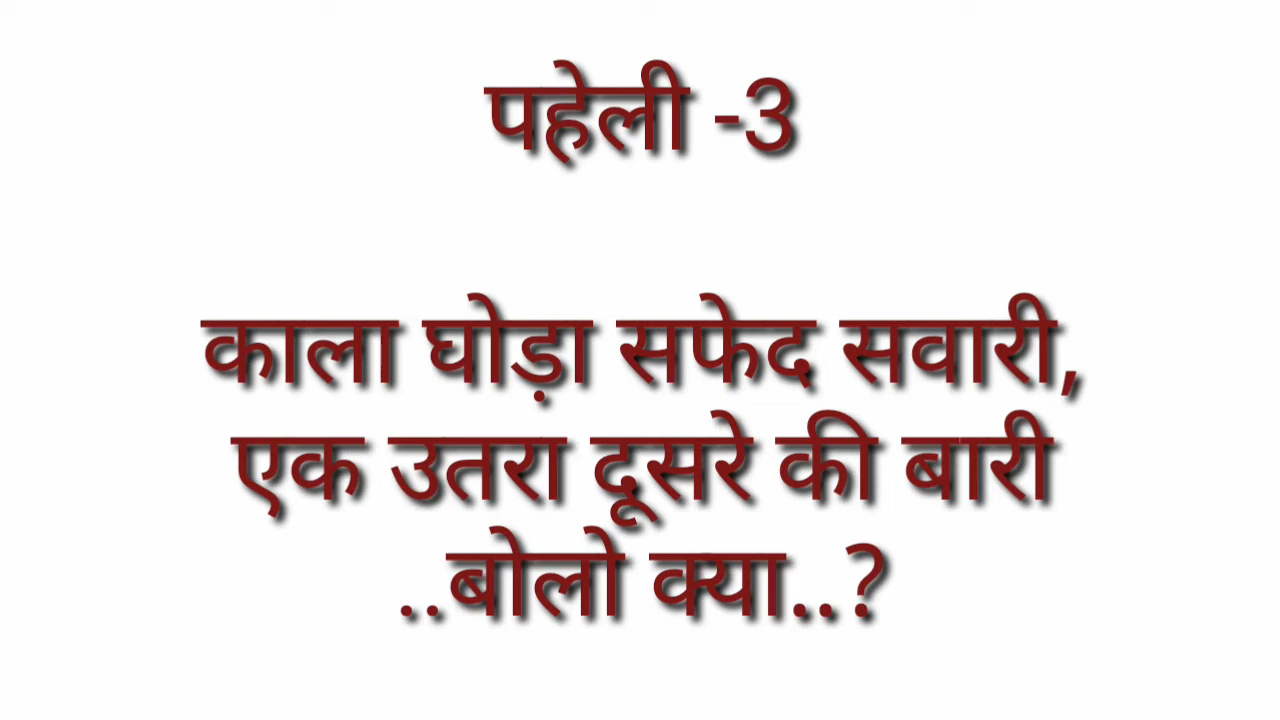 पहेली -3
काला घोड़ा सफेद सवारी,
एक उतरा दूसरे की बारी
..बोलो क्या..?